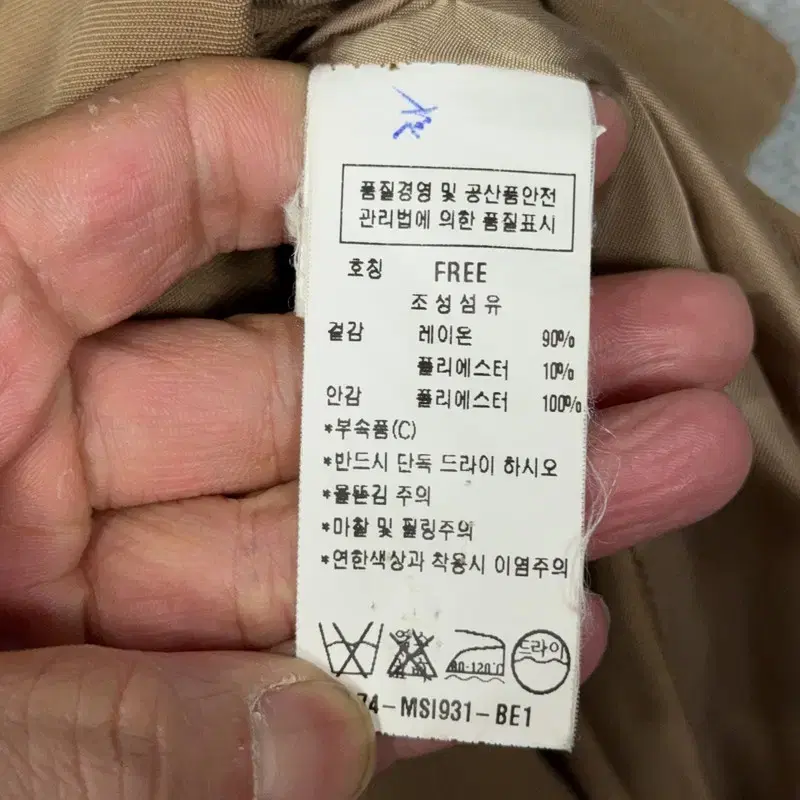 품질경영 및 공산품안전
관리법에 의한 품질표시
호칭 FREE
조성섬유
겉감 레이온 90%
폴리에스터 10%
안감 폴리에스터 100%
*부속품(C)
*반드시 단독 드라이 하시오
*올뜯김 주의
*마찰 및 필링주의
*연한색상과 착용시 이염주의
80-120℃
드라이
74-MSI931-BE1